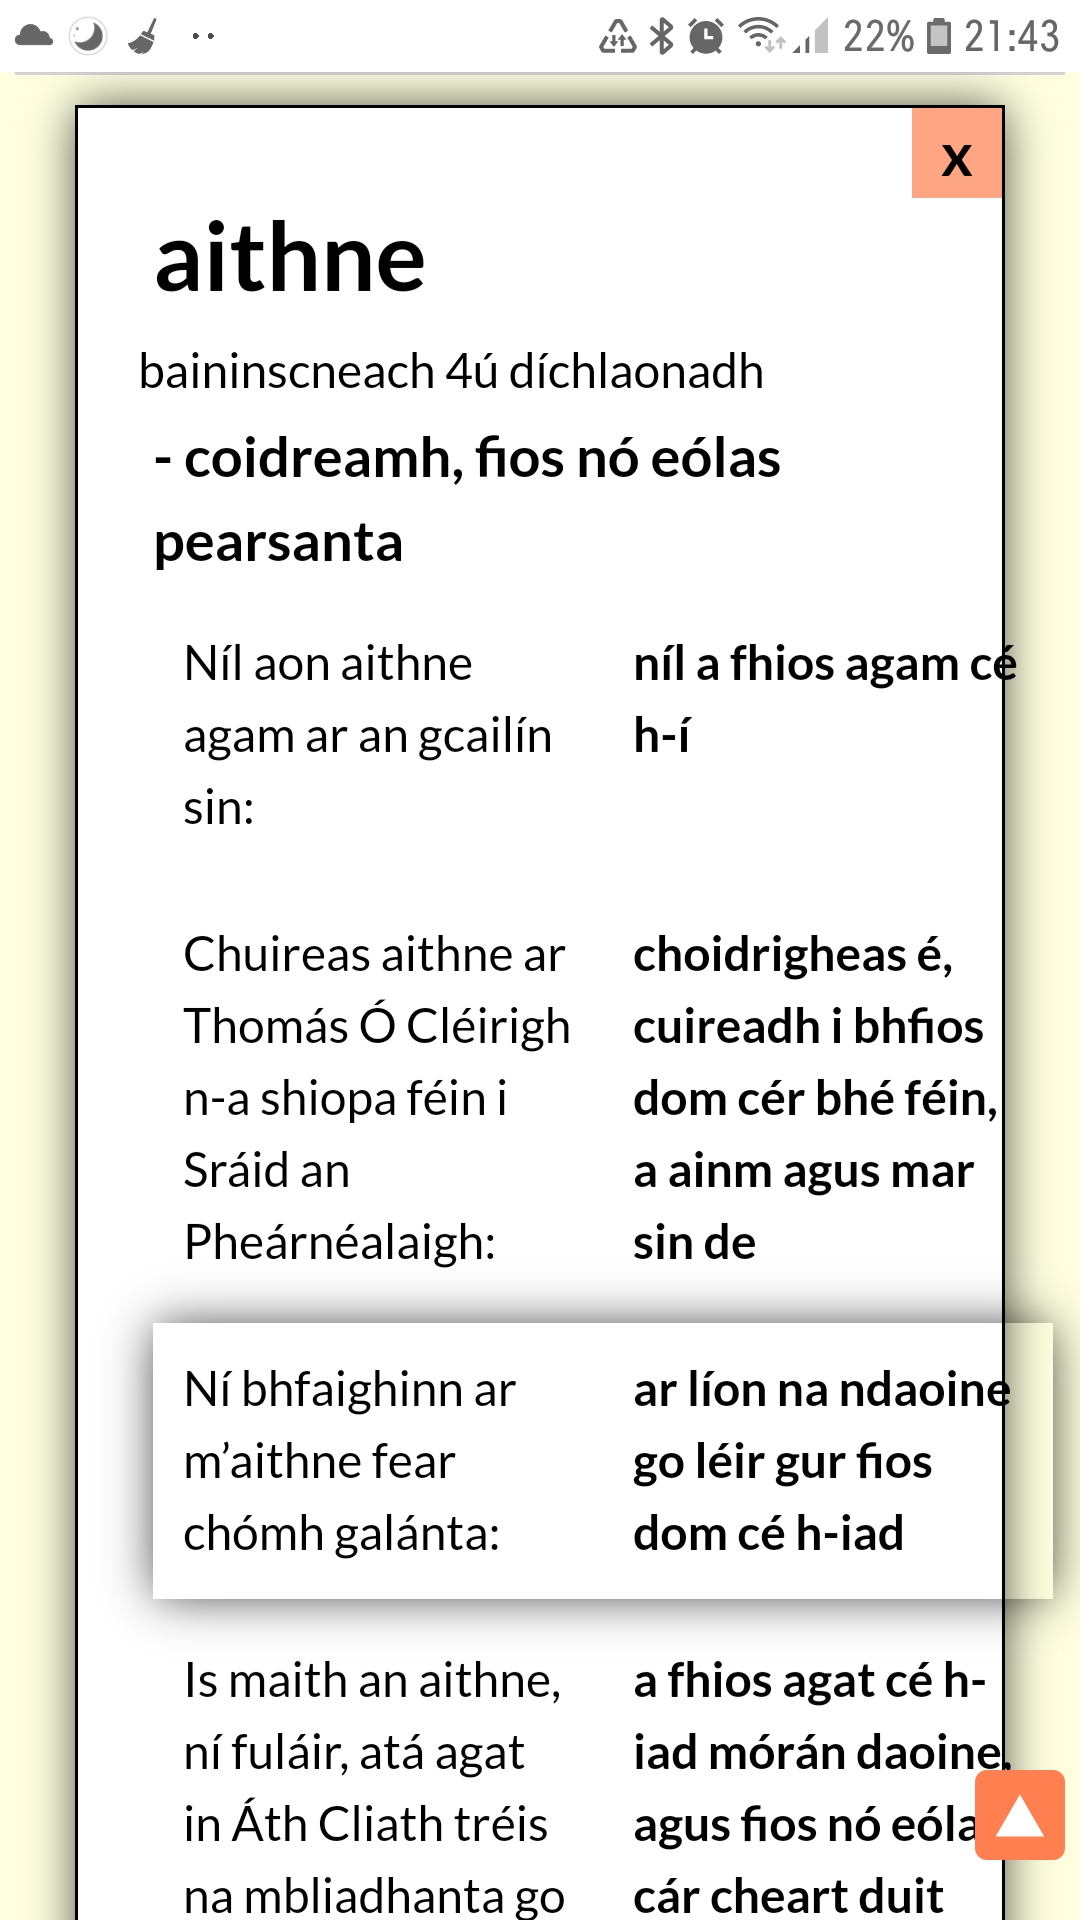 22% 21:43
x
aithne
baininscneach 4ú díchlaonadh
- coidreamh, fios nó eólas
pearsanta
Níl aon aithne
agam ar an gcailín
sin:
níl a fhios agam cé
h-í
Chuireas aithne ar
Thomás Ó Cléirigh
n-a shiopa féin i
Sráid an
Pheárnéalaigh:
choidrigheas é,
cuireadh i bhfios
dom cér bhé féin,
a ainm agus mar
sin de
Ní bhfaighinn ar
m’aithne fear
chómh galánta:
ar líon na ndaoine
go léir gur fios
dom cé h-iad
Is maith an aithne,
ní fuláir, atá agat
in Áth Cliath tréis
na mbliadhanta go
a fhios agat cé h-
iad mórán daoine,
agus fios nó
cár cheart duit